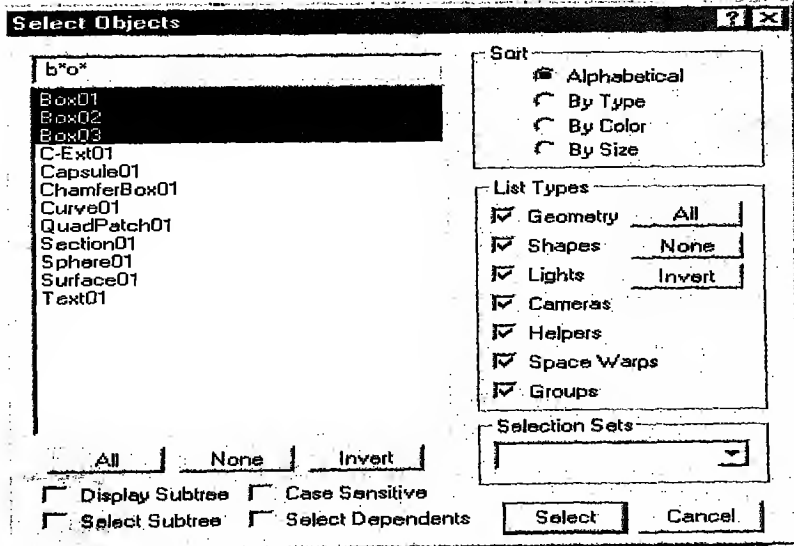 Select Objects
b*o*
Box01
Box02
Box03
C-Ext01
Capsule01
ChamferBox01
Curve01
QuadPatch01
Section01
Sphere01
Surface01
Text01
All None Invert
Display Subtree Case Sensitive
Select Subtree Select Dependents
Sort
Alphabetical
By Type
By Color
By Size
List Types
Geometry All
Shapes None
Lights Invert
Cameras
Helpers
Space Warps
Groups
Selection Sets
Select Cancel